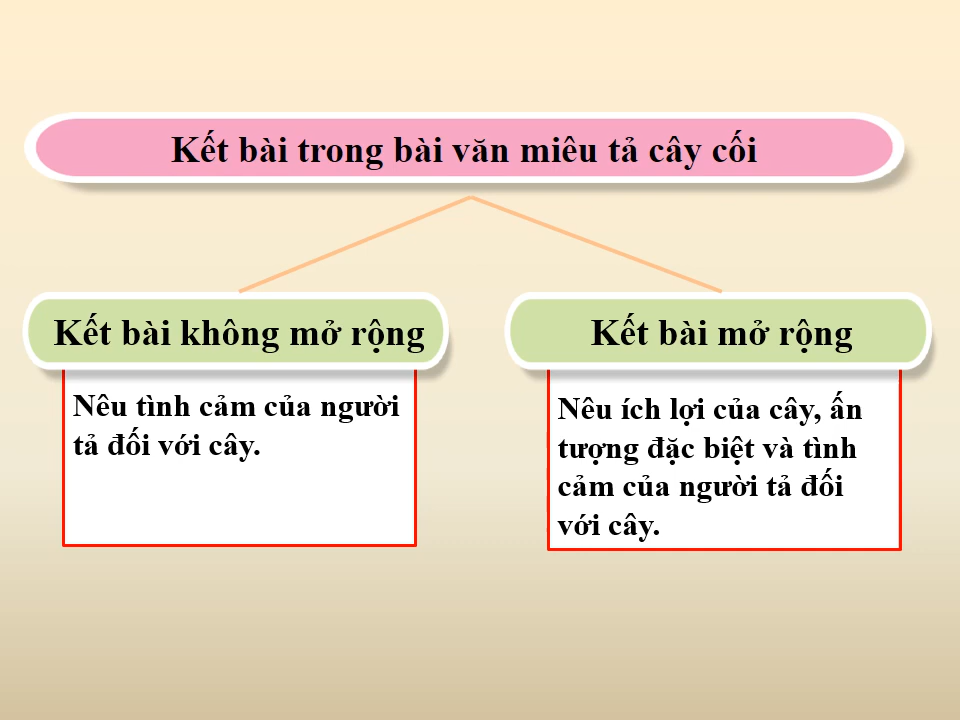 Kết bài trong bài văn miêu tả cây cối
Kết bài không mở rộng
Nêu tình cảm của người
tả đối với cây.
Kết bài mở rộng
Nêu ích lợi của cây, ấn
tượng đặc biệt và tình
cảm của người tả đối
với cây.